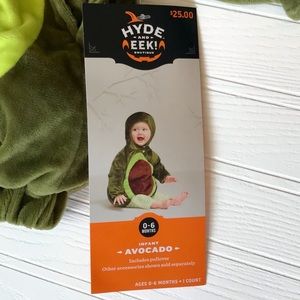 $25.00
HYDE
AND
EEK!
BOUTIQUE
0-6
MONTHS
INFANT
AVOCADO
Includes pullover
Other accessories shown sold separately
AGES 0-6 MONTHS • 1 COUNT